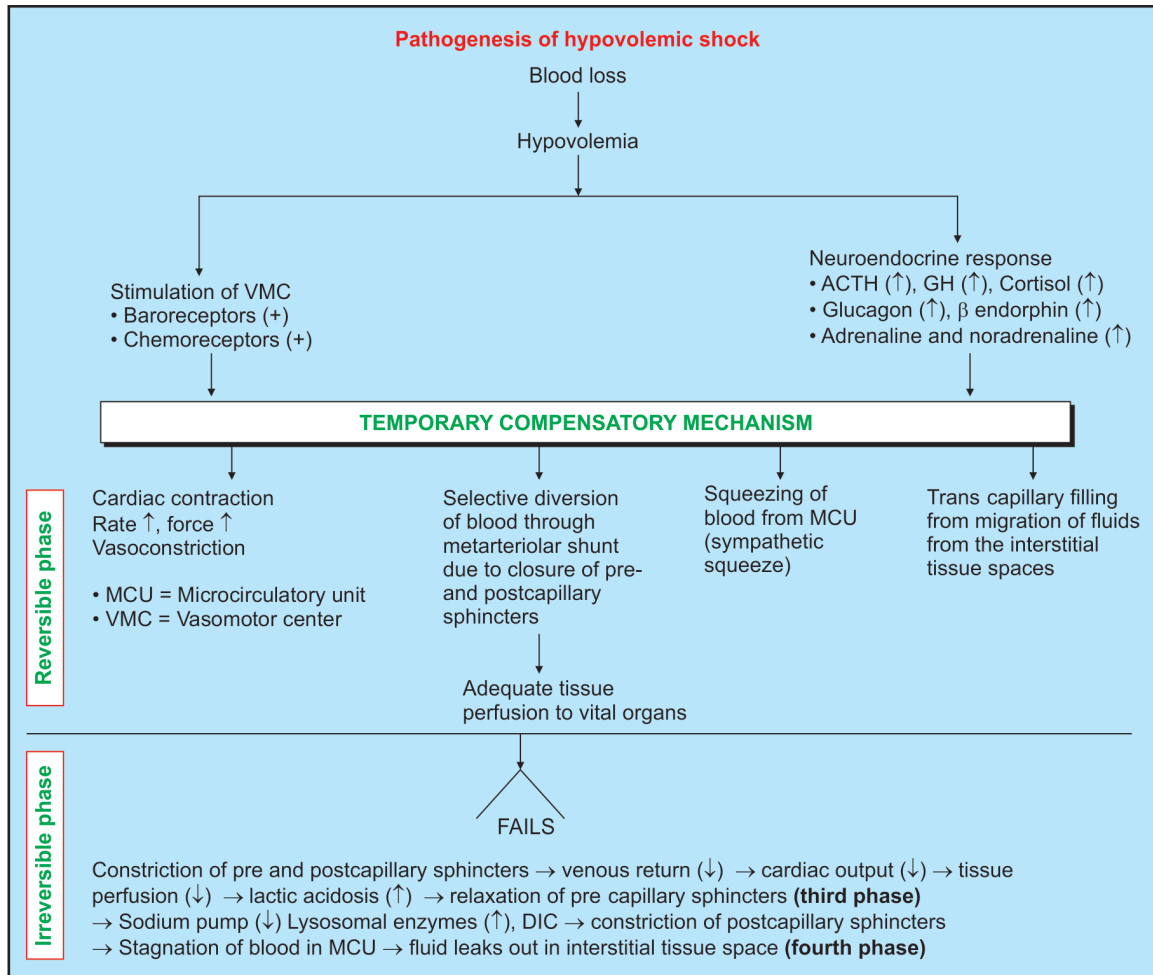 Pathogenesis of hypovolemic shock
Blood loss
Hypovolemia
Stimulation of VMC
• Baroreceptors (+)
• Chemoreceptors (+)
Neuroendocrine response
• ACTH (↑), GH (↑), Cortisol (↑)
• Glucagon (↑), β endorphin (↑)
• Adrenaline and noradrenaline (↑)
TEMPORARY COMPENSATORY MECHANISM
Reversible phase
Cardiac contraction
Rate ↑, force ↑
Vasoconstriction
• MCU = Microcirculatory unit
• VMC = Vasomotor center
Selective diversion
of blood through
metarteriolar shunt
due to closure of pre-
and postcapillary
sphincters
Squeezing of
blood from MCU
(sympathetic
squeeze)
Trans capillary filling
from migration of fluids
from the interstitial
tissue spaces
Adequate tissue
perfusion to vital organs
Irreversible phase
FAILS
Constriction of pre and postcapillary sphincters → venous return (↓) → cardiac output (↓) → tissue
perfusion (↓) → lactic acidosis (↑) → relaxation of pre capillary sphincters (third phase)
→ Sodium pump (↓) Lysosomal enzymes (↑), DIC → constriction of postcapillary sphincters
→ Stagnation of blood in MCU → fluid leaks out in interstitial tissue space (fourth phase)